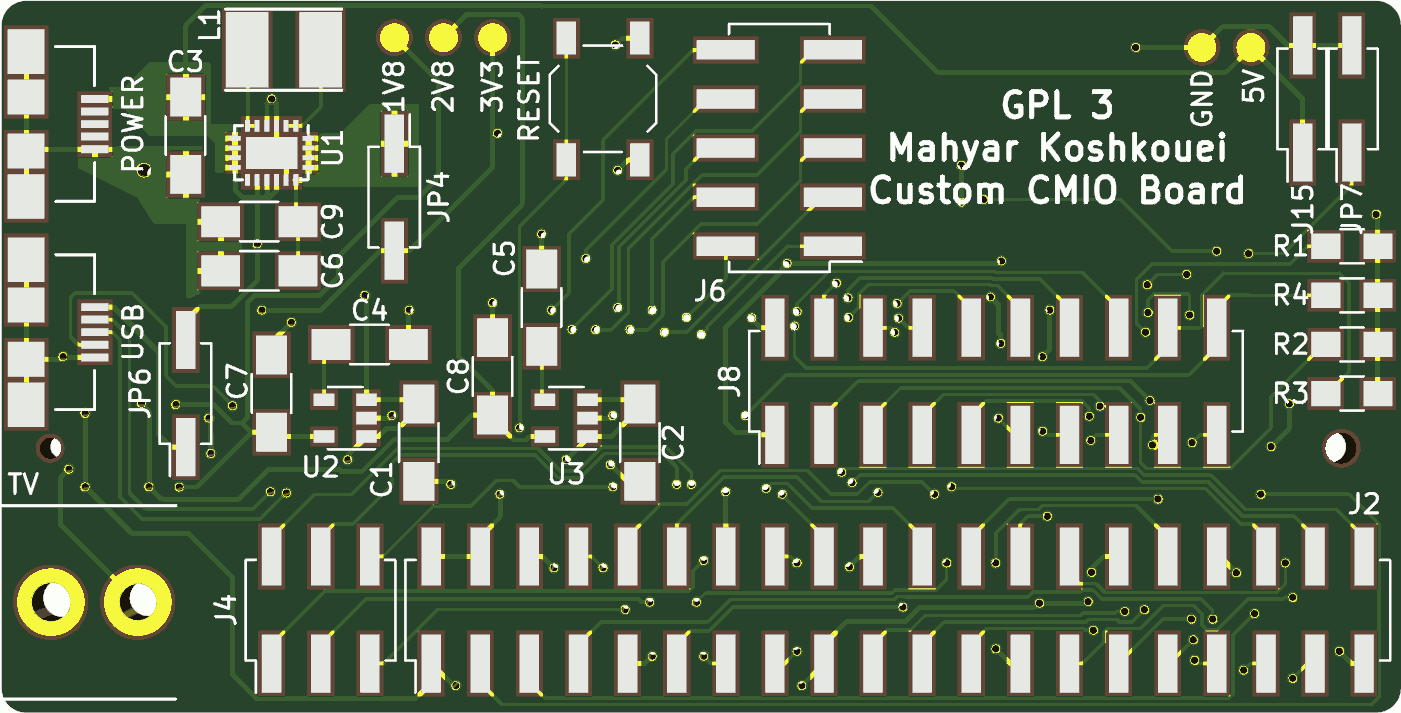 L1
C3
POWER
U1
1V8
2V8
3V3
RESET
GND
5V
GPL 3
Mahyar Koshkouei
Custom CMIO Board
J15
JP7
JP4
C9
C6
C5
J6
R1
R4
R2
R3
USB
JP6
C7
C4
C8
J8
U2
C1
U3
C2
TV
J2
J4